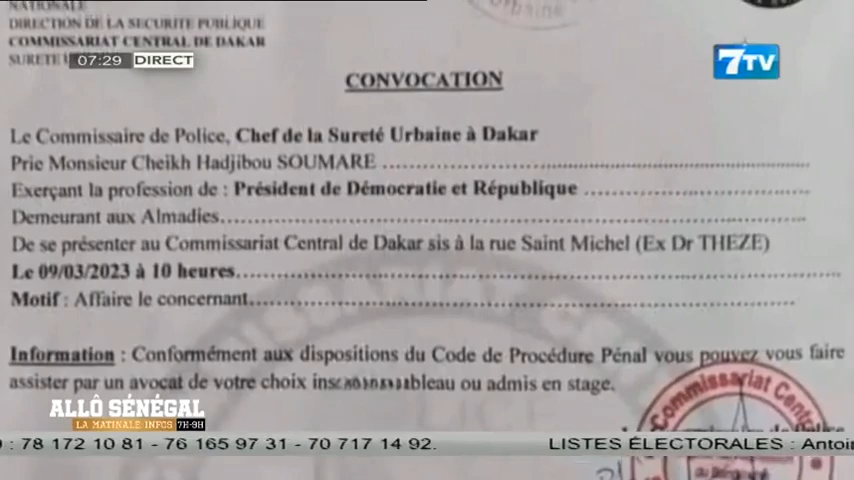 NATIONALE
Urbaine
DIRECTION DE LA SECURITE PUBLIQUE
COMMISSARIAT CENTRAL DE DAKAR
SURETE
07:29 DIRECT
7TV
CONVOCATION
Le Commissaire de Police, Chef de la Sureté Urbaine à Dakar
Prie Monsieur Cheikh Hadjibou SOUMARE
Exerçant la profession de : Président de Démocratie et République
Demeurant aux Almadies
De se présenter au Commissariat Central de Dakar sis à la rue Saint Michel (Ex Dr THEZE)
Le 09/03/2023 à 10 heures
Motif : Affaire le concernant
Information : Conformément aux dispositions du Code de Procédure Pénal vous pouvez vous faire
assister par un avocat de votre choix ou admis en stage.
Commissariat Central
ALLÔ SÉNÉGAL
LA MATINALE INFOS 7H-9H
: 78 172 10 81 - 76 165 97 31 - 70 717 14 92. LISTES ÉLECTORALES : Antoin